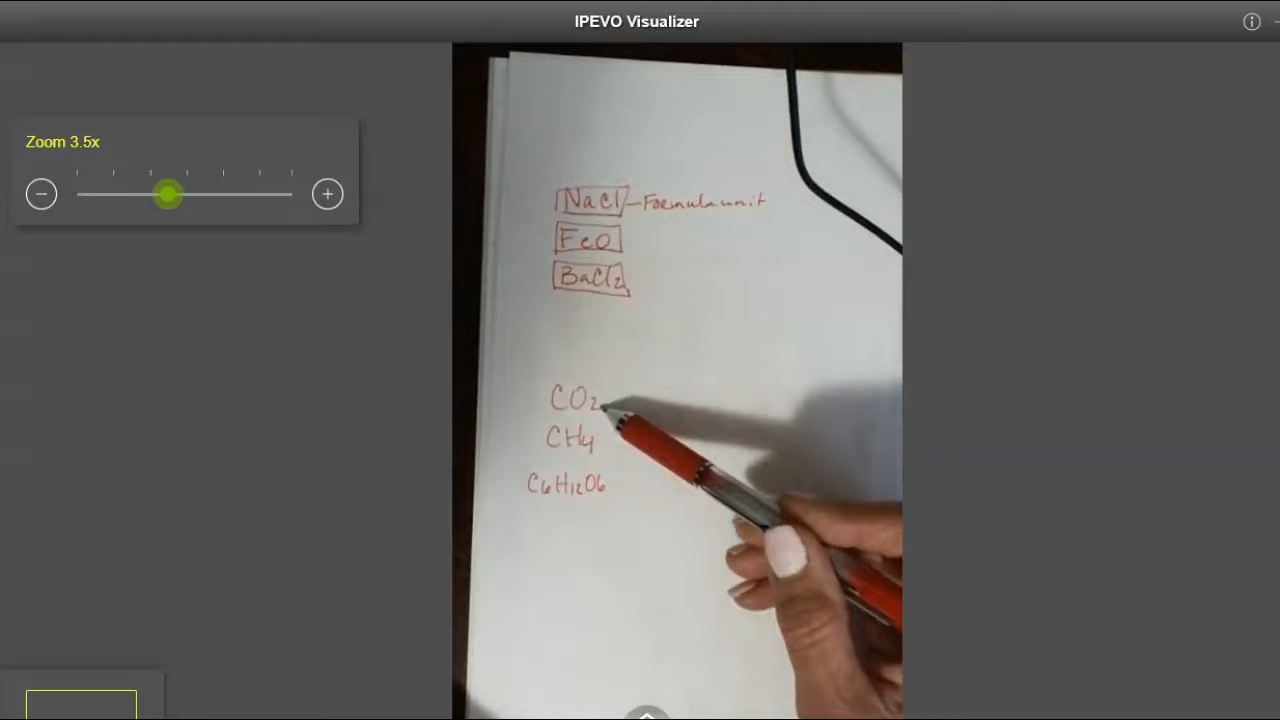 IPEVO Visualizer
Zoom 3.5x
NaCl - Formula unit
FeO
BaCl₂
CO₂
CH₄
C₆H₁₂O₆